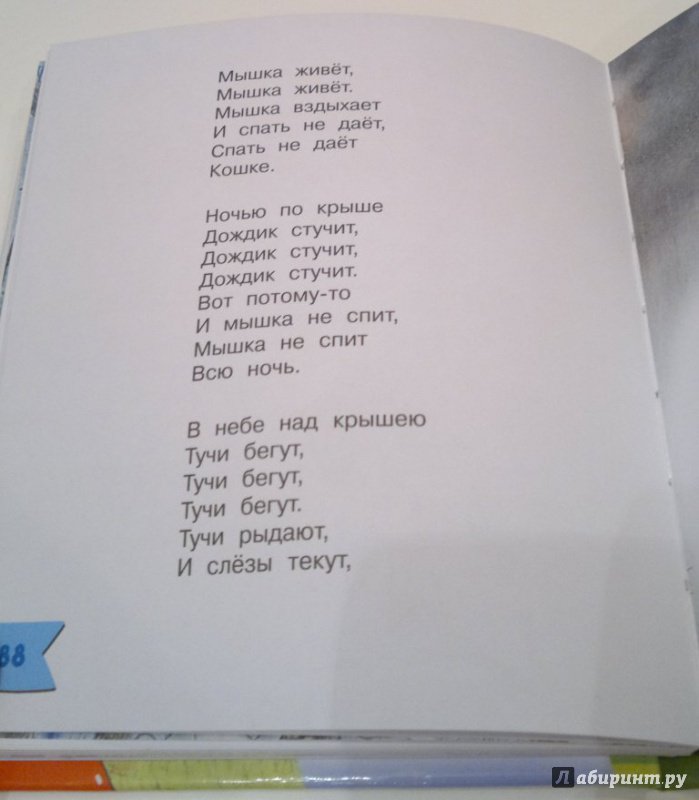 Мышка живёт,
Мышка живёт.
Мышка вздыхает
И спать не даёт,
Спать не даёт
Кошке.
Ночью по крыше
Дождик стучит,
Дождик стучит,
Дождик стучит.
Вот потому-то
И мышка не спит,
Мышка не спит
Всю ночь.
В небе над крышею
Тучи бегут,
Тучи бегут,
Тучи бегут.
Тучи рыдают,
И слёзы текут,
88
Лабиринт.ру